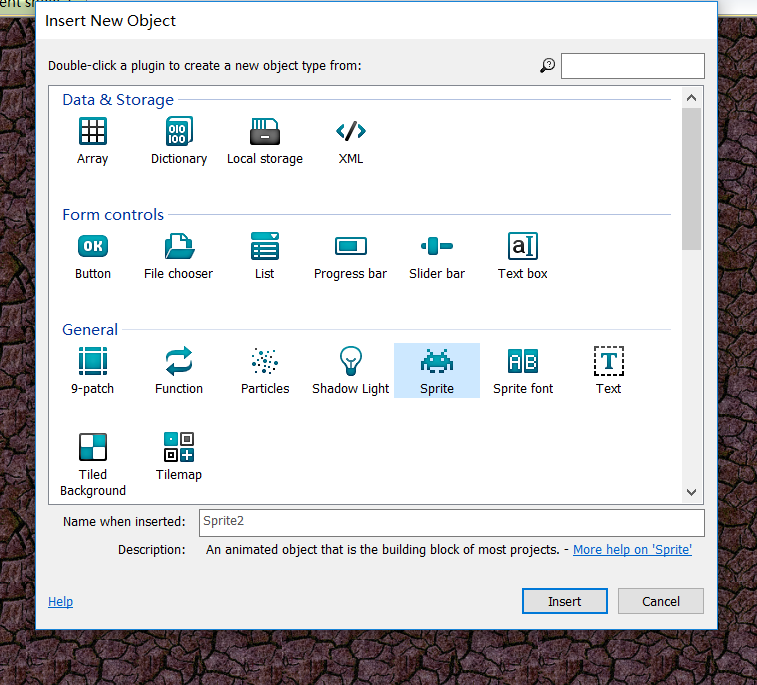 Insert New Object
Double-click a plugin to create a new object type from:
Data & Storage
Array Dictionary Local storage XML
Form controls
OK
Button File chooser List Progress bar Slider bar Text box
General
9-patch Function Particles Shadow Light Sprite Sprite font Text
Tiled Background Tilemap
Name when inserted: Sprite2
Description: An animated object that is the building block of most projects. - More help on 'Sprite'
Help Insert Cancel